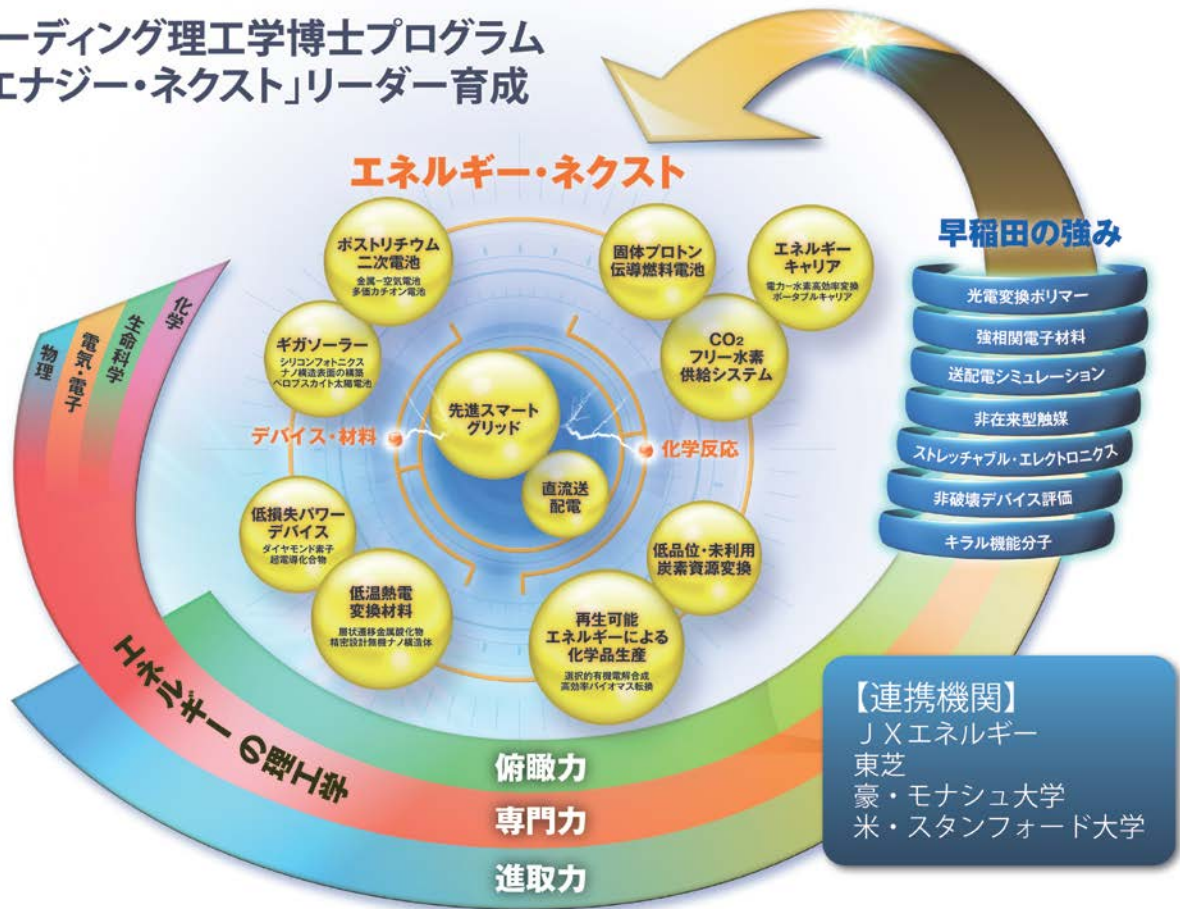 ーディング理工学博士プログラム
エナジー・ネクスト」リーダー育成
エネルギー・ネクスト
ポストリチウム
二次電池
金属−空気電池
多価カチオン電池
固体プロトン
伝導燃料電池
エネルギー
キャリア
電力−水素高効率変換
ポータブルキャリア
ギガソーラー
シリコンフォトニクス
ナノ構造表面の構築
ペロブスカイト太陽電池
CO₂
フリー水素
供給システム
先進スマート
グリッド
直流送
配電
デバイス・材料
化学反応
低損失パワー
デバイス
ダイヤモンド素子
超電導化合物
低温熱電
変換材料
層状遷移金属酸化物
精密設計無機ナノ構造体
低品位・未利用
炭素資源変換
再生可能
エネルギーによる
化学品生産
選択的有機電解合成
高効率バイオマス転換
物理
電気・電子
生命科学
化学
エネルギーの理工学
俯瞰力
専門力
進取力
早稲田の強み
光電変換ポリマー
強相関電子材料
送配電シミュレーション
非在来型触媒
ストレッチャブル・エレクトロニクス
非破壊デバイス評価
キラル機能分子
【連携機関】
ＪＸエネルギー
東芝
豪・モナシュ大学
米・スタンフォード大学